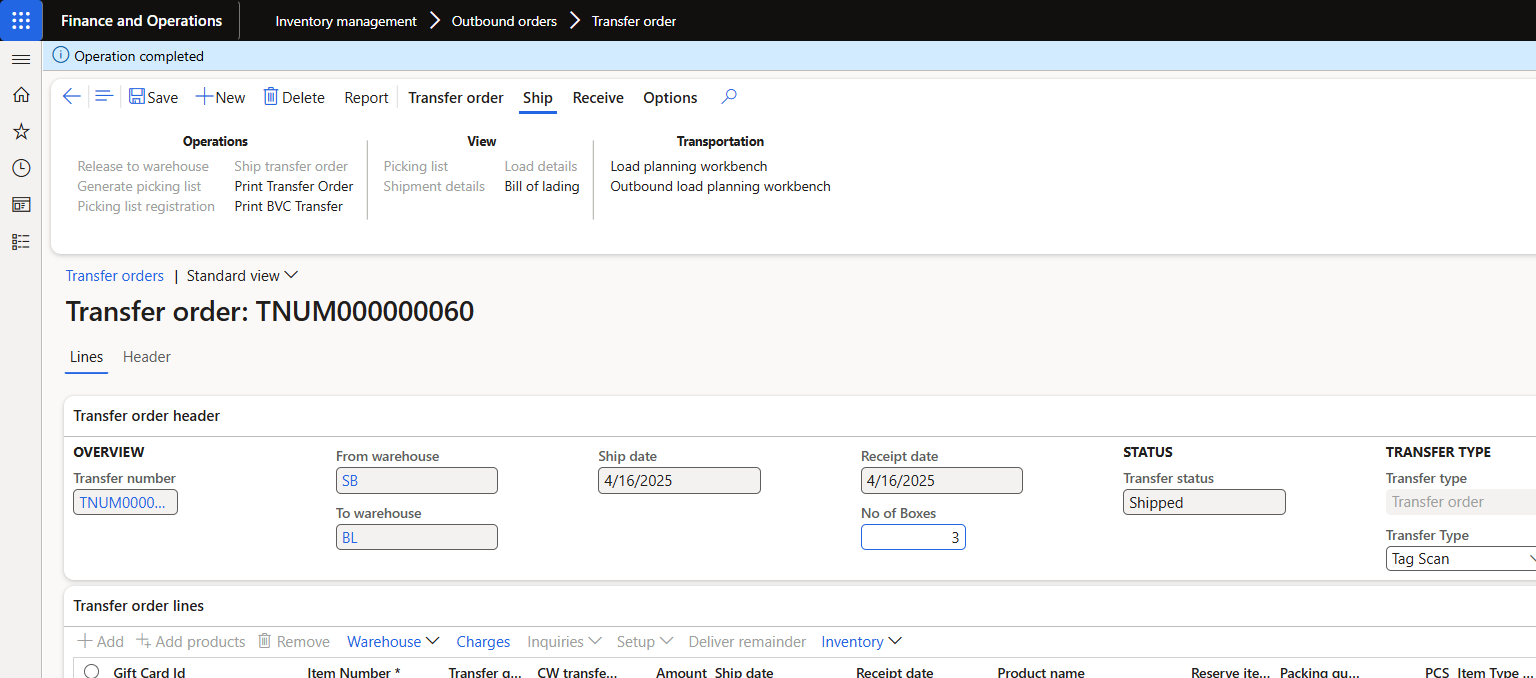 Finance and Operations Inventory management Outbound orders Transfer order
Operation completed
Save New Delete Report Transfer order Ship Receive Options
Operations View Transportation
Release to warehouse Ship transfer order Picking list Load details Load planning workbench
Generate picking list Print Transfer Order Shipment details Bill of lading Outbound load planning workbench
Picking list registration Print BVC Transfer
Transfer orders | Standard view
Transfer order: TNUM000000060
Lines Header
Transfer order header
OVERVIEW From warehouse Ship date Receipt date STATUS TRANSFER TYPE
Transfer number SB 4/16/2025 4/16/2025 Transfer status Transfer type
TNUM0000... To warehouse No of Boxes Shipped Transfer order
BL 3 Transfer Type
Tag Scan
Transfer order lines
Add Add products Remove Warehouse Charges Inquiries Setup Deliver remainder Inventory
Gift Card Id Item Number * Transfer q... CW transfe... Amount Ship date Receipt date Product name Reserve ite... Packing qu... PCS Item Type ...